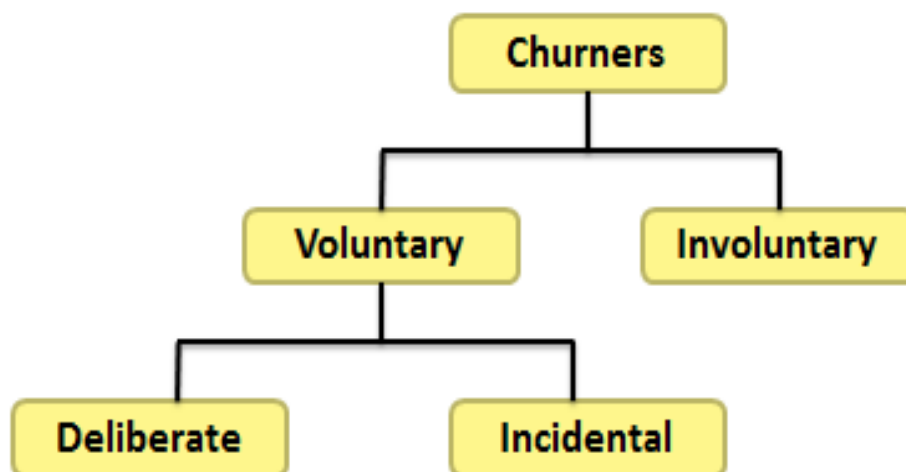 Churners
Voluntary
Involuntary
Deliberate
Incidental